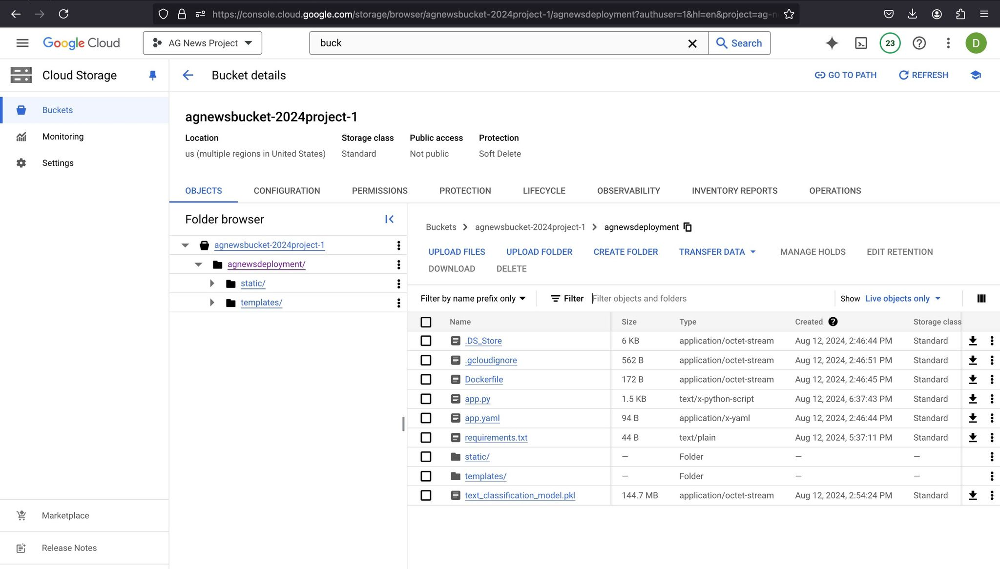 https://console.cloud.google.com/storage/browser/agnewsbucket-2024project-1/agnewsdeployment?authuser=1&hl=en&project=ag-n
Google Cloud
AG News Project
buck
Search
23
D
Cloud Storage
Bucket details
GO TO PATH
REFRESH
Buckets
Monitoring
Settings
Marketplace
Release Notes
agnewsbucket-2024project-1
Location Storage class Public access Protection
us (multiple regions in United States) Standard Not public Soft Delete
OBJECTS CONFIGURATION PERMISSIONS PROTECTION LIFECYCLE OBSERVABILITY INVENTORY REPORTS OPERATIONS
Folder browser
agnewsbucket-2024project-1
agnewsdeployment/
static/
templates/
Buckets > agnewsbucket-2024project-1 > agnewsdeployment
UPLOAD FILES UPLOAD FOLDER CREATE FOLDER TRANSFER DATA MANAGE HOLDS EDIT RETENTION
DOWNLOAD DELETE
Filter by name prefix only Filter Filter objects and folders Show Live objects only
Name Size Type Created Storage class
.DS_Store 6 KB application/octet-stream Aug 12, 2024, 2:46:44 PM Standard
.gcloudignore 562 B application/octet-stream Aug 12, 2024, 2:46:51 PM Standard
Dockerfile 172 B application/octet-stream Aug 12, 2024, 2:46:45 PM Standard
app.py 1.5 KB text/x-python-script Aug 12, 2024, 6:37:43 PM Standard
app.yaml 94 B application/x-yaml Aug 12, 2024, 2:46:44 PM Standard
requirements.txt 44 B text/plain Aug 12, 2024, 5:37:11 PM Standard
static/ — Folder — —
templates/ — Folder — —
text_classification_model.pkl 144.7 MB application/octet-stream Aug 12, 2024, 2:54:24 PM Standard